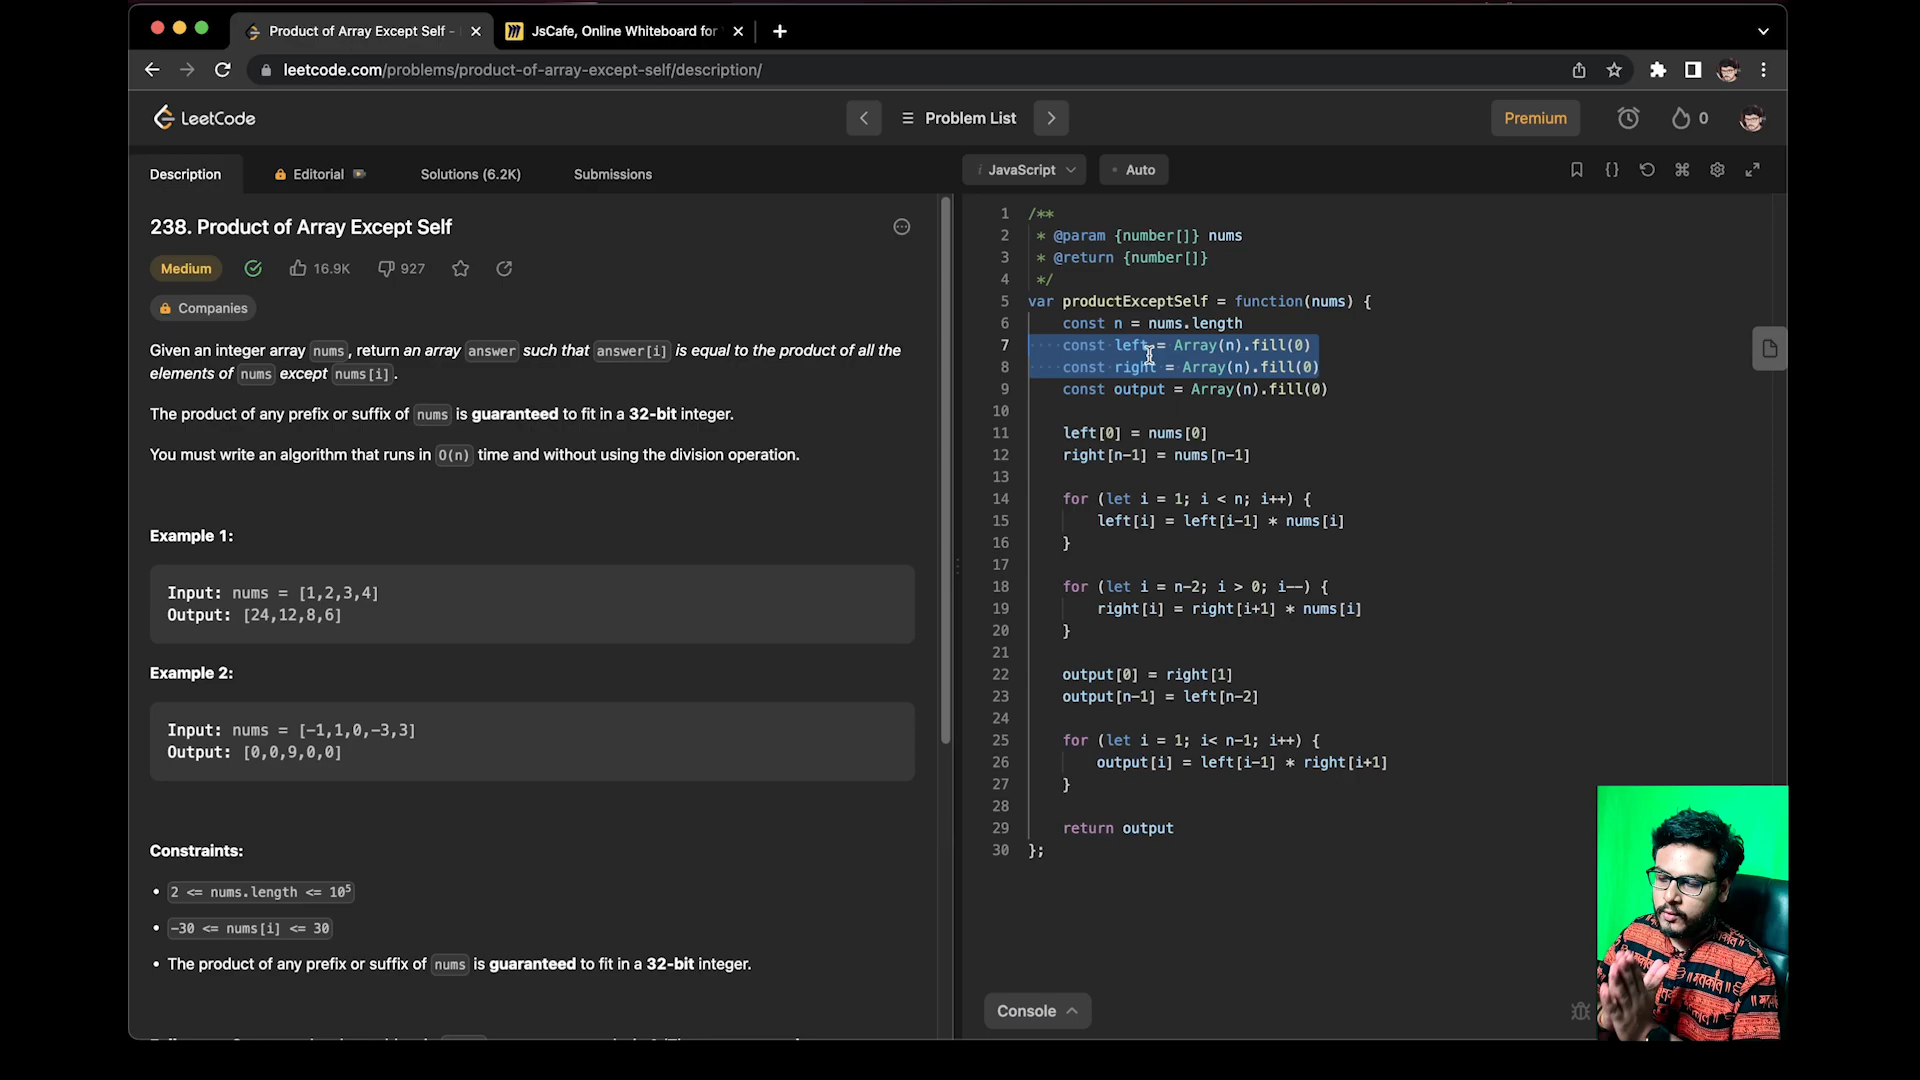 Product of Array Except Self -
JsCafe, Online Whiteboard for
leetcode.com/problems/product-of-array-except-self/description/
LeetCode
Problem List
Premium
0
Description
Editorial
Solutions (6.2K)
Submissions
238. Product of Array Except Self
Medium
16.9K
927
Companies
Given an integer array nums, return an array answer such that answer[i] is equal to the product of all the
elements of nums except nums[i].
The product of any prefix or suffix of nums is guaranteed to fit in a 32-bit integer.
You must write an algorithm that runs in O(n) time and without using the division operation.
Example 1:
Input: nums = [1,2,3,4]
Output: [24,12,8,6]
Example 2:
Input: nums = [-1,1,0,-3,3]
Output: [0,0,9,0,0]
Constraints:
• 2 <= nums.length <= 10⁵
• -30 <= nums[i] <= 30
• The product of any prefix or suffix of nums is guaranteed to fit in a 32-bit integer.
i JavaScript
• Auto
1 /**
2 * @param {number[]} nums
3 * @return {number[]}
4 */
5 var productExceptSelf = function(nums) {
6 const n = nums.length
7 const left = Array(n).fill(0)
8 const right = Array(n).fill(0)
9 const output = Array(n).fill(0)
10
11 left[0] = nums[0]
12 right[n-1] = nums[n-1]
13
14 for (let i = 1; i < n; i++) {
15 left[i] = left[i-1] * nums[i]
16 }
17
18 for (let i = n-2; i > 0; i--) {
19 right[i] = right[i+1] * nums[i]
20 }
21
22 output[0] = right[1]
23 output[n-1] = left[n-2]
24
25 for (let i = 1; i< n-1; i++) {
26 output[i] = left[i-1] * right[i+1]
27 }
28
29 return output
30 };
Console